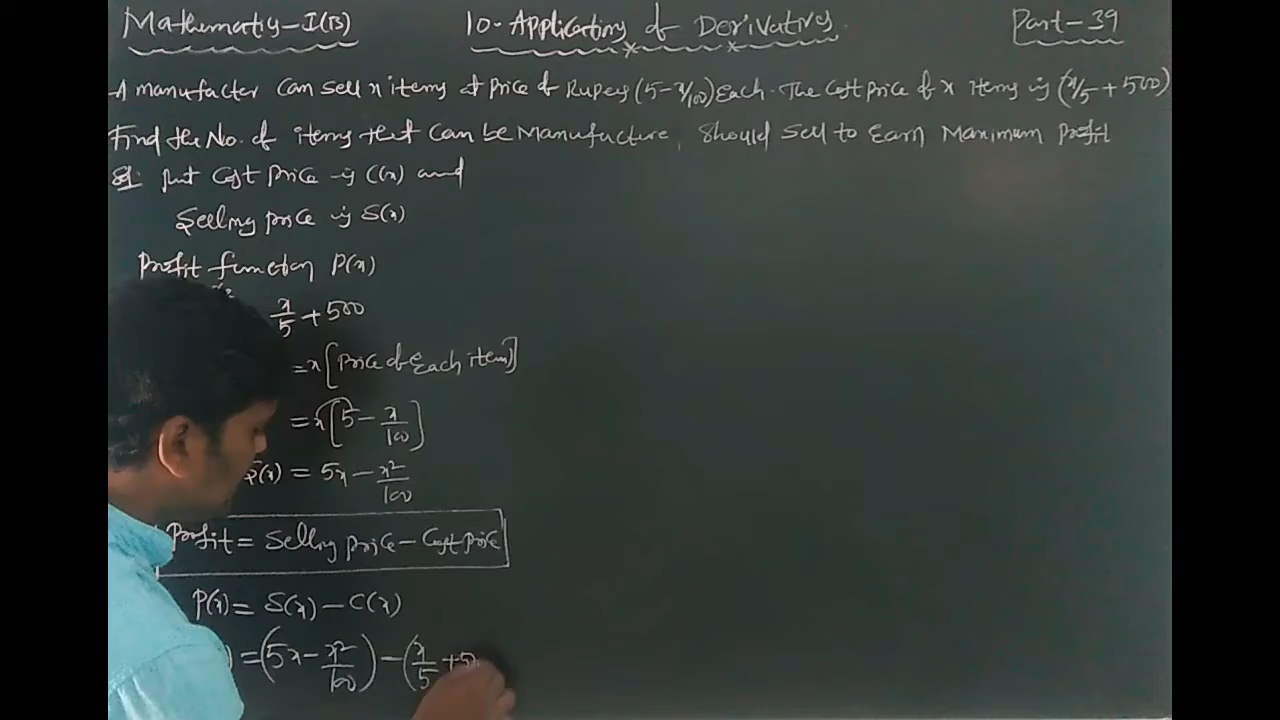 Mathematics-I(B) 10. Applications of Derivatives. Part-39
A manufacter Can sell x items at price of Rupees (5-x/100) Each. The Cost price of x items is (x/5 + 500)
Find the No. of items that Can be Manufacture, Should Sell to Earn Maximum Profit
Sol: put Cost price is C(x) and
Selling price is S(x)
Profit function P(x)
x/5 + 500
= x[Price of Each item]
= x[5 - x/100]
S(x) = 5x - x²/100
Profit = Selling price - Cost price
P(x) = S(x) - C(x)
) = (5x - x²/100) - (x/5 + 50